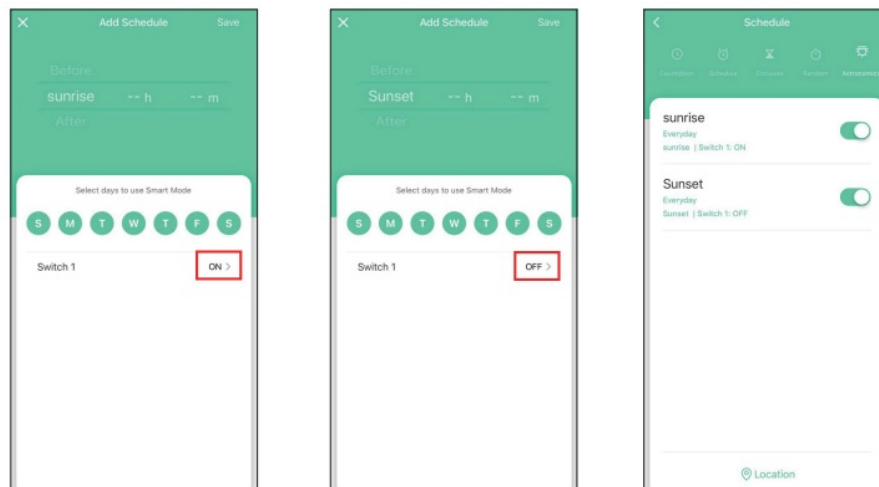 Add Schedule Save
Before
sunrise -- h -- m
After
Select days to use Smart Mode
S M T W T F S
Switch 1 ON
Add Schedule Save
Before
Sunset -- h -- m
After
Select days to use Smart Mode
S M T W T F S
Switch 1 OFF
Schedule
Countdown Schedule Circulate Random Astronomical
sunrise
Everyday
sunrise | Switch 1: ON
Sunset
Everyday
Sunset | Switch 1: OFF
Location